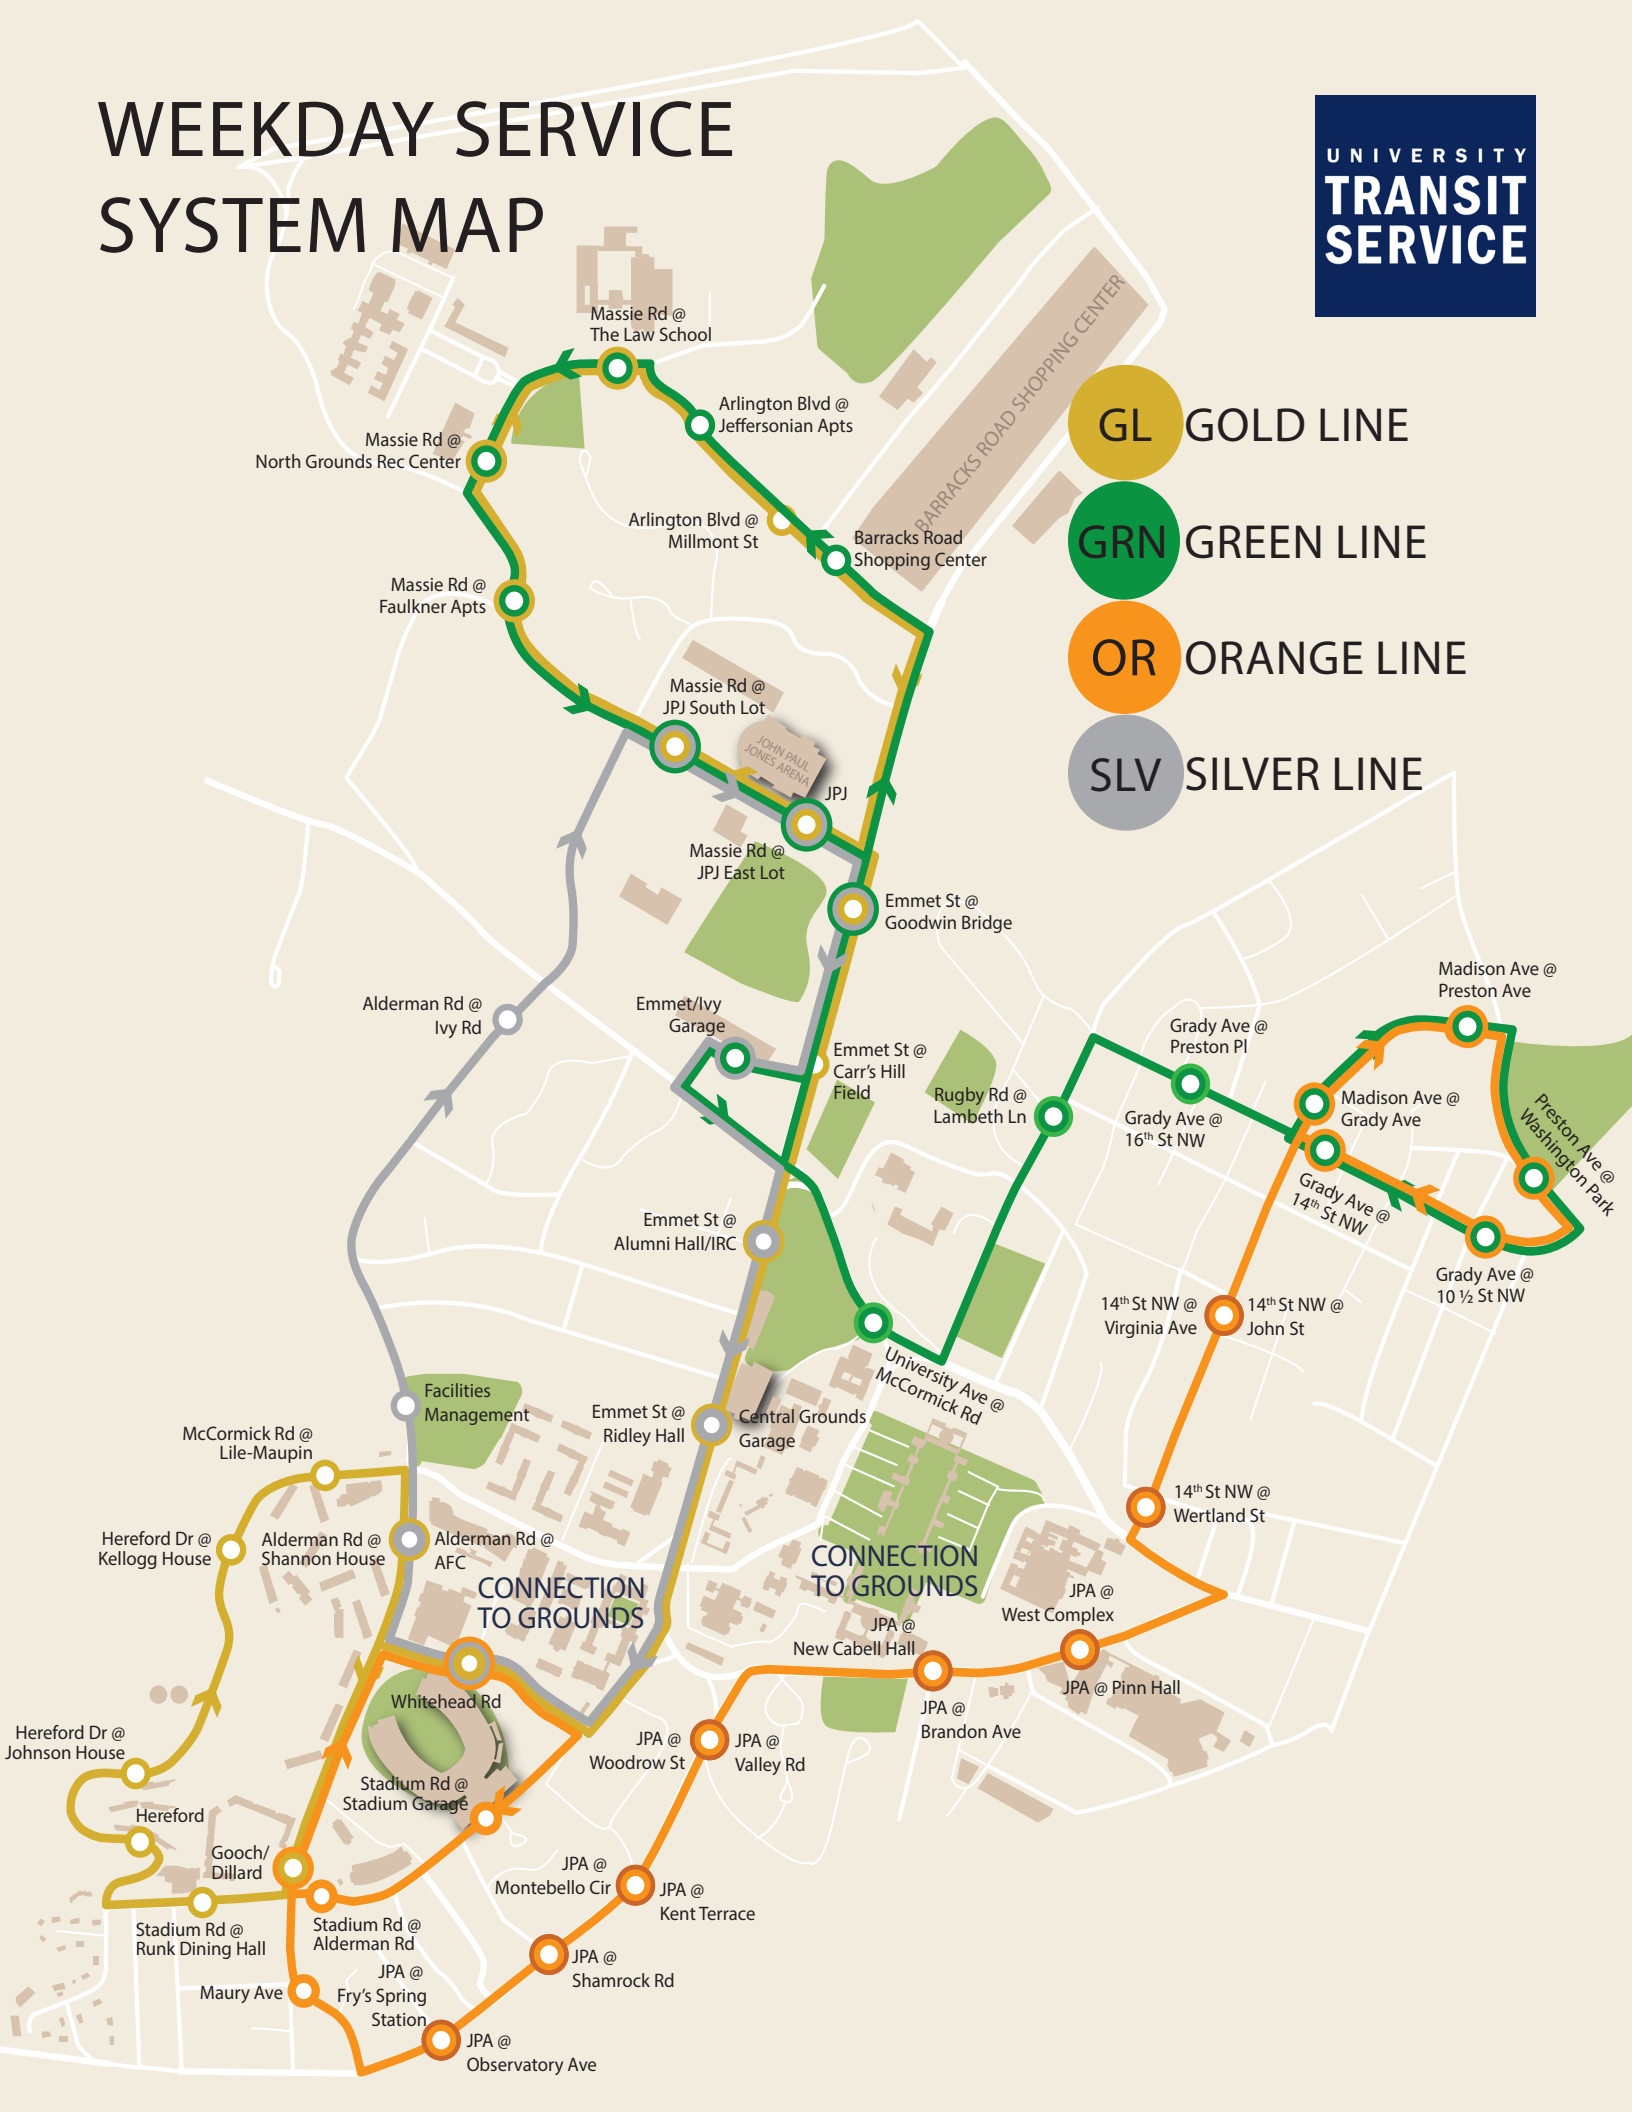 WEEKDAY SERVICE
SYSTEM MAP
UNIVERSITY
TRANSIT
SERVICE
GL GOLD LINE
GRN GREEN LINE
OR ORANGE LINE
SLV SILVER LINE
BARRACKS ROAD SHOPPING CENTER
Massie Rd @
The Law School
Arlington Blvd @
Jeffersonian Apts
Massie Rd @
North Grounds Rec Center
Arlington Blvd @
Millmont St
Barracks Road
Shopping Center
Massie Rd @
Faulkner Apts
Massie Rd @
JPJ South Lot
JOHN PAUL
JONES ARENA
JPJ
Massie Rd @
JPJ East Lot
Emmet St @
Goodwin Bridge
Alderman Rd @
Ivy Rd
Emmet/Ivy
Garage
Emmet St @
Carr's Hill
Field
Rugby Rd @
Lambeth Ln
Grady Ave @
Preston Pl
Grady Ave @
16th St NW
Madison Ave @
Preston Ave
Madison Ave @
Grady Ave
Preston Ave @
Washington Park
Grady Ave @
14th St NW
Grady Ave @
10 ½ St NW
Emmet St @
Alumni Hall/IRC
14th St NW @
Virginia Ave
14th St NW @
John St
University Ave @
McCormick Rd
Facilities
Management
Emmet St @
Ridley Hall
Central Grounds
Garage
McCormick Rd @
Lile-Maupin
14th St NW @
Wertland St
Hereford Dr @
Kellogg House
Alderman Rd @
Shannon House
Alderman Rd @
AFC
CONNECTION
TO GROUNDS
CONNECTION
TO GROUNDS
JPA @
West Complex
JPA @
New Cabell Hall
JPA @ Pinn Hall
JPA @
Brandon Ave
Whitehead Rd
Hereford Dr @
Johnson House
JPA @
Woodrow St
JPA @
Valley Rd
Stadium Rd @
Stadium Garage
Hereford
Gooch/
Dillard
JPA @
Montebello Cir
JPA @
Kent Terrace
Stadium Rd @
Runk Dining Hall
Stadium Rd @
Alderman Rd
JPA @
Shamrock Rd
Maury Ave
JPA @
Fry's Spring
Station
JPA @
Observatory Ave